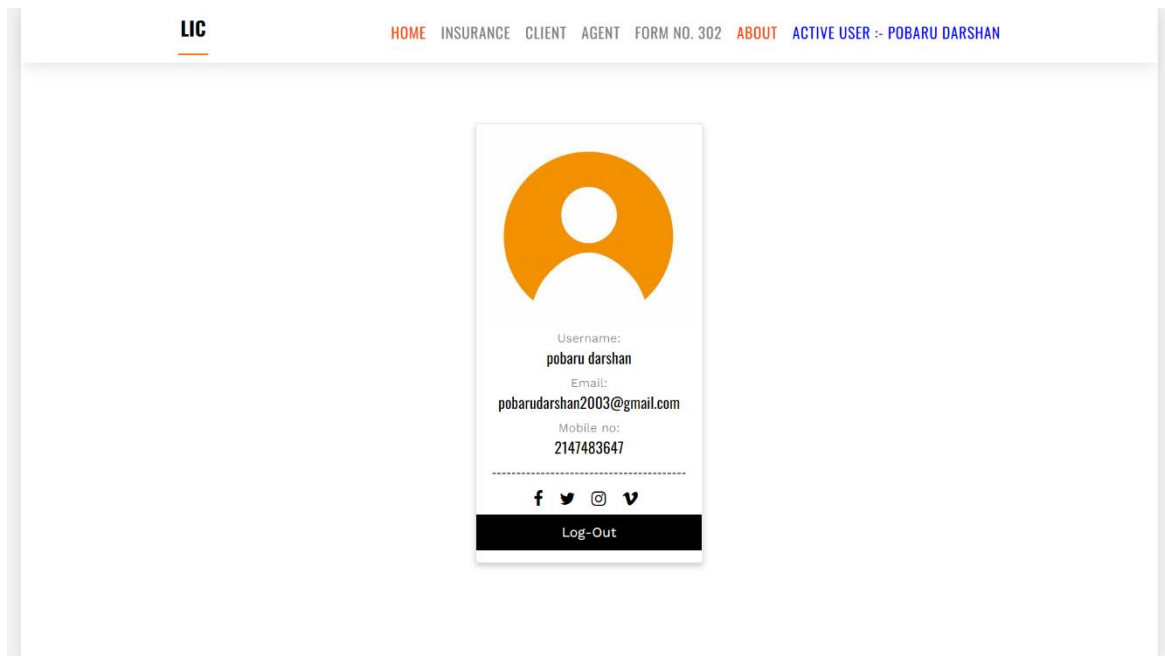 LIC
HOME INSURANCE CLIENT AGENT FORM NO. 302 ABOUT ACTIVE USER :- POBARU DARSHAN
Username:
pobaru darshan
Email:
pobarudarshan2003@gmail.com
Mobile no:
2147483647
----------------------------------------
Log-Out